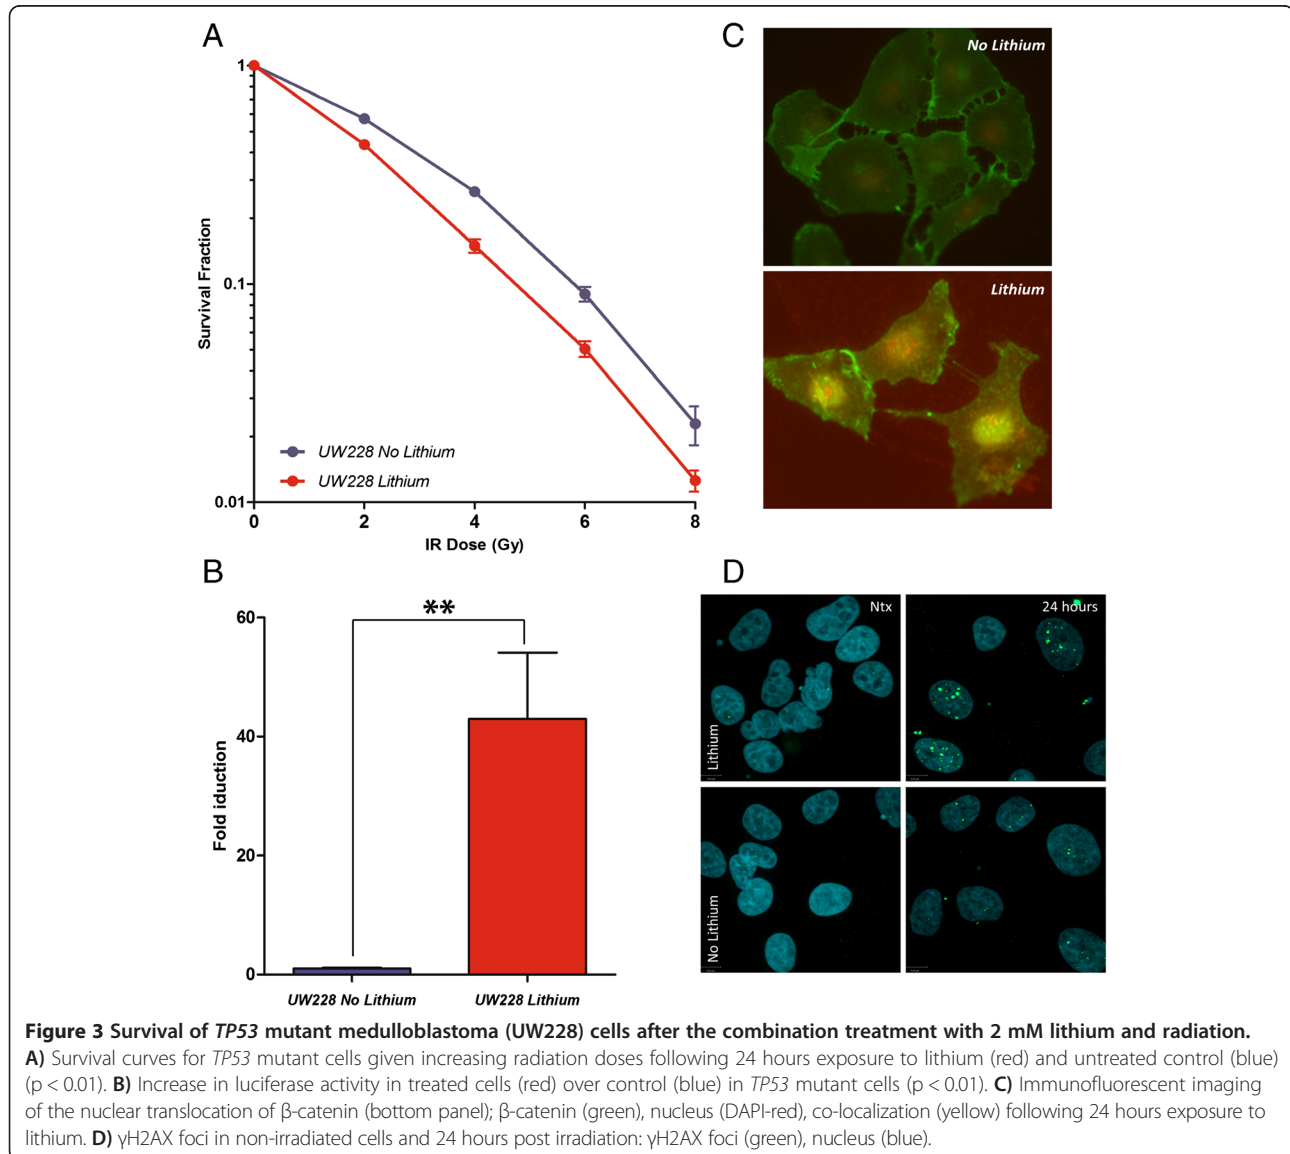 A
1
0.1
0.01
Survival Fraction
UW228 No Lithium
UW228 Lithium
0 2 4 6 8
IR Dose (Gy)
B
60
40
20
0
Fold iduction
**
UW228 No Lithium UW228 Lithium
C
No Lithium
Lithium
D
Ntx 24 hours
Lithium
No Lithium
Figure 3 Survival of TP53 mutant medulloblastoma (UW228) cells after the combination treatment with 2 mM lithium and radiation.
A) Survival curves for TP53 mutant cells given increasing radiation doses following 24 hours exposure to lithium (red) and untreated control (blue)
(p < 0.01). B) Increase in luciferase activity in treated cells (red) over control (blue) in TP53 mutant cells (p < 0.01). C) Immunofluorescent imaging
of the nuclear translocation of β-catenin (bottom panel); β-catenin (green), nucleus (DAPI-red), co-localization (yellow) following 24 hours exposure to
lithium. D) γH2AX foci in non-irradiated cells and 24 hours post irradiation: γH2AX foci (green), nucleus (blue).